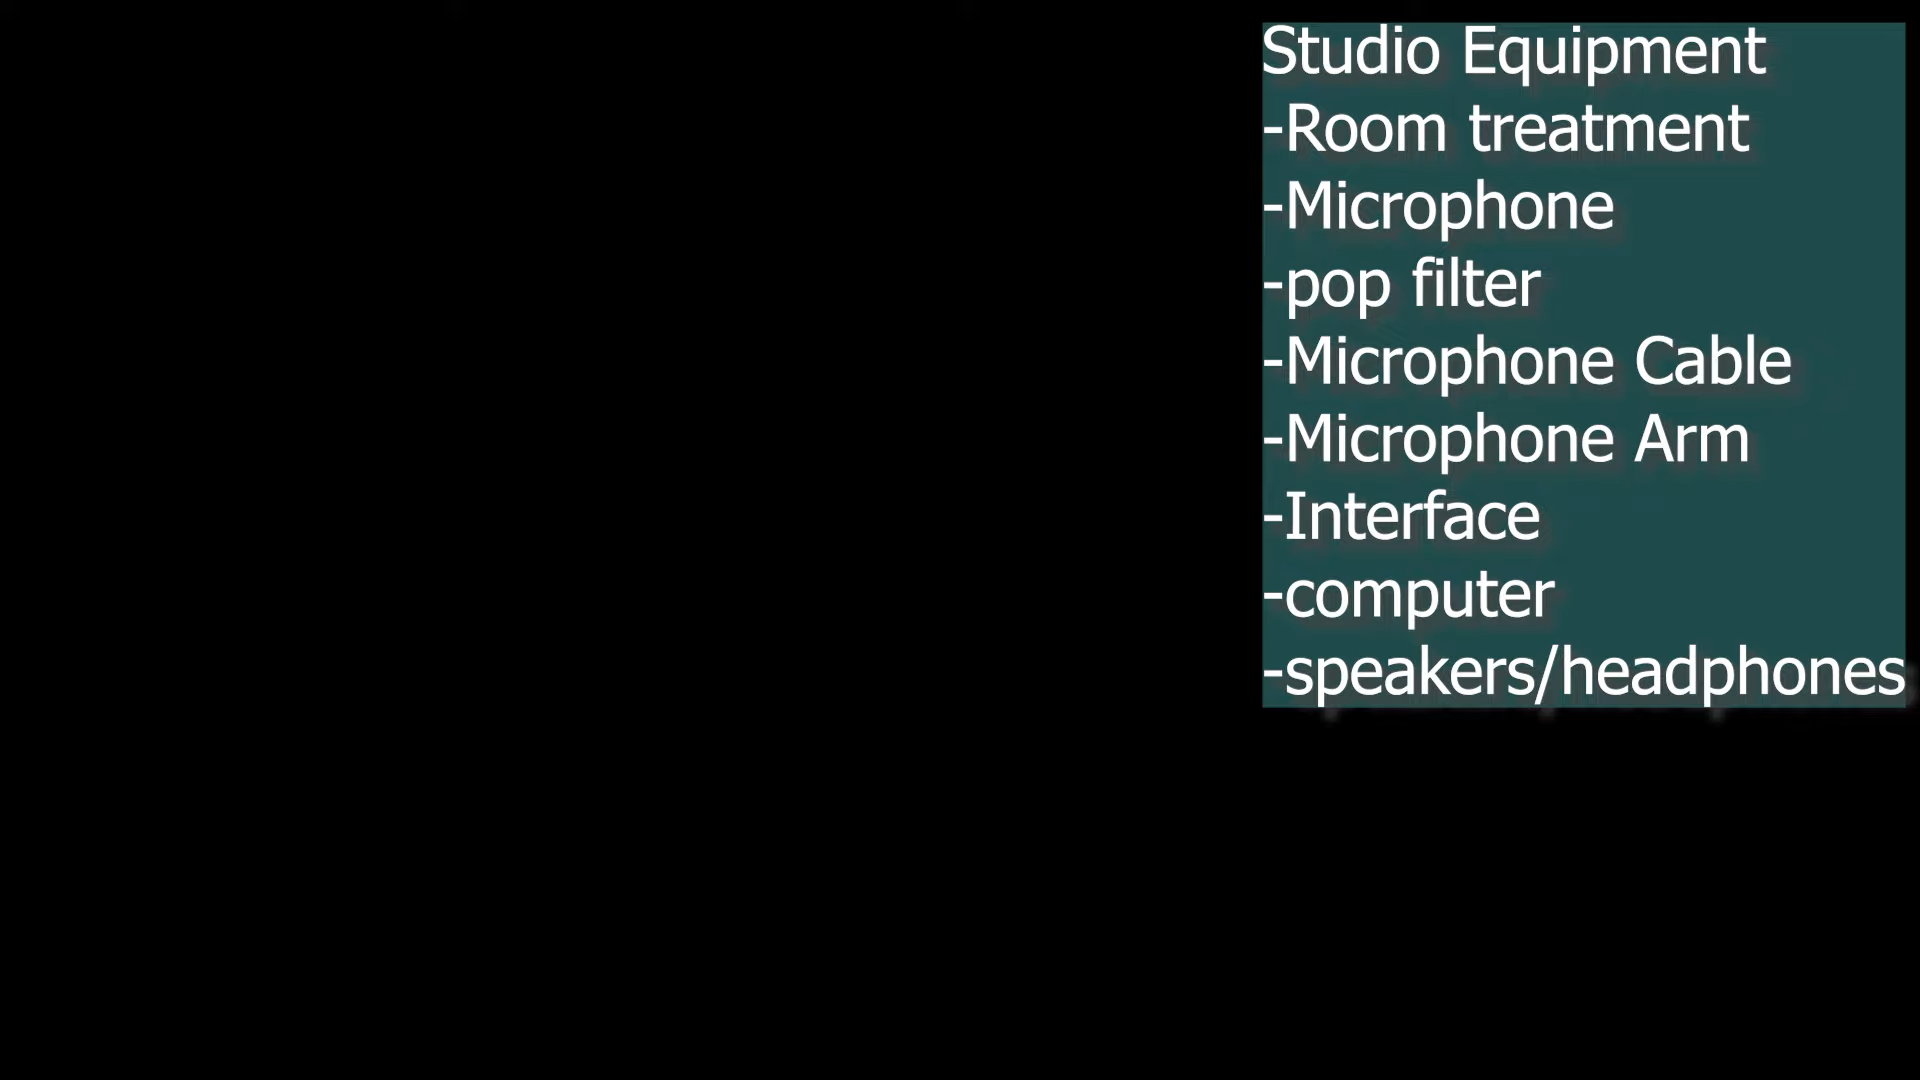 Studio Equipment
-Room treatment
-Microphone
-pop filter
-Microphone Cable
-Microphone Arm
-Interface
-computer
-speakers/headphones